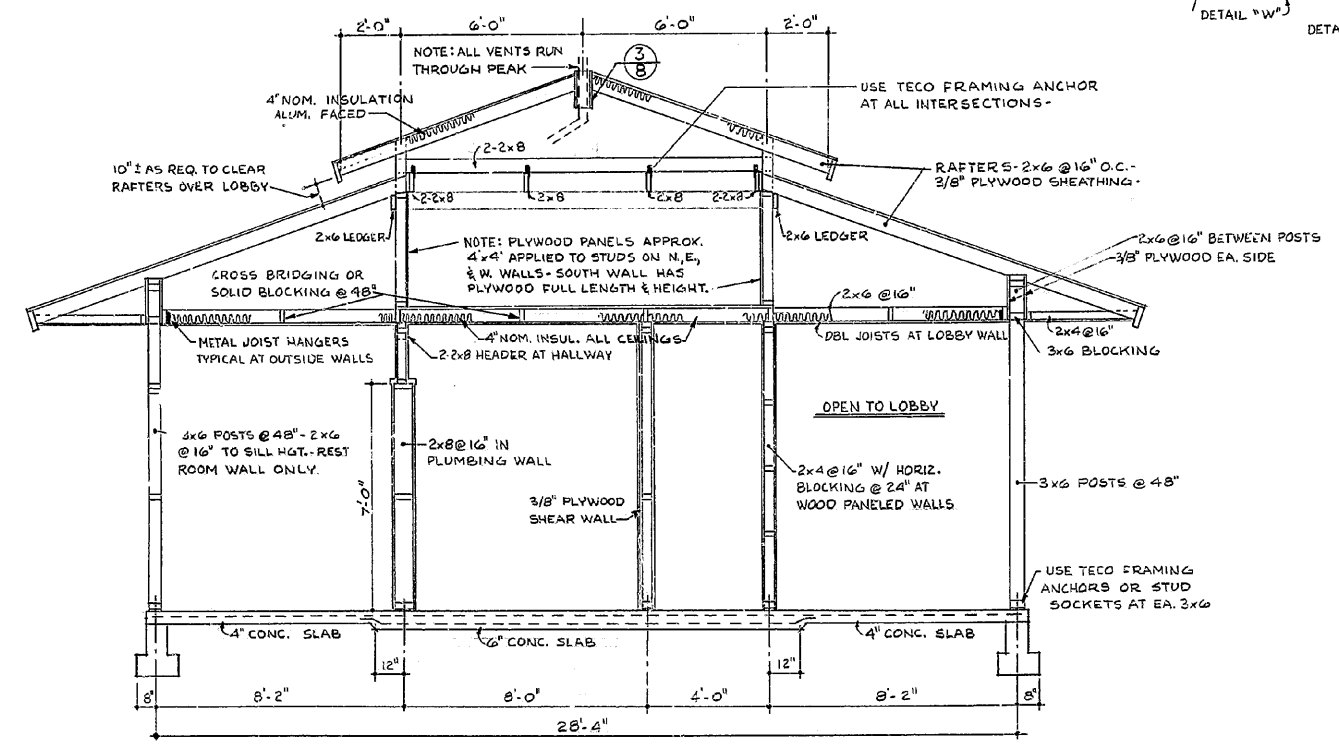 DETAIL "W"
DETA
2'-0"
6'-0"
6'-0"
2'-0"
NOTE: ALL VENTS RUN
THROUGH PEAK
3
8
4" NOM. INSULATION
ALUM. FACED
USE TECO FRAMING ANCHOR
AT ALL INTERSECTIONS-
10" ± AS REQ. TO CLEAR
RAFTERS OVER LOBBY
2-2x8
RAFTERS-2x6 @16" O.C.-
3/8" PLYWOOD SHEATHING-
2-2x8
2x8
2x8
2-2x8
2x6 LEDGER
2x6 LEDGER
NOTE: PLYWOOD PANELS APPROX.
4'x4' APPLIED TO STUDS ON N.,E.,
& W. WALLS-SOUTH WALL HAS
PLYWOOD FULL LENGTH & HEIGHT.
2x6@16" BETWEEN POSTS
3/8" PLYWOOD EA. SIDE
CROSS BRIDGING OR
SOLID BLOCKING @ 48"
2x6 @16"
METAL JOIST HANGERS
TYPICAL AT OUTSIDE WALLS
4" NOM. INSUL. ALL CEILINGS
2-2x8 HEADER AT HALLWAY
DBL JOISTS AT LOBBY WALL
2x4@16"
3x6 BLOCKING
OPEN TO LOBBY
3x6 POSTS @ 48"-2x6
@16" TO SILL HGT.-REST
ROOM WALL ONLY.
2x8@16" IN
PLUMBING WALL
7'-0"
3/8" PLYWOOD
SHEAR WALL
2x4@16" W/ HORIZ.
BLOCKING @ 24" AT
WOOD PANELED WALLS
3x6 POSTS @ 48"
USE TECO FRAMING
ANCHORS OR STUD
SOCKETS AT EA. 3x6
4" CONC. SLAB
6" CONC. SLAB
4" CONC. SLAB
12"
12"
8"
8'-2"
8'-0"
4'-0"
8'-2"
8"
28'-4"